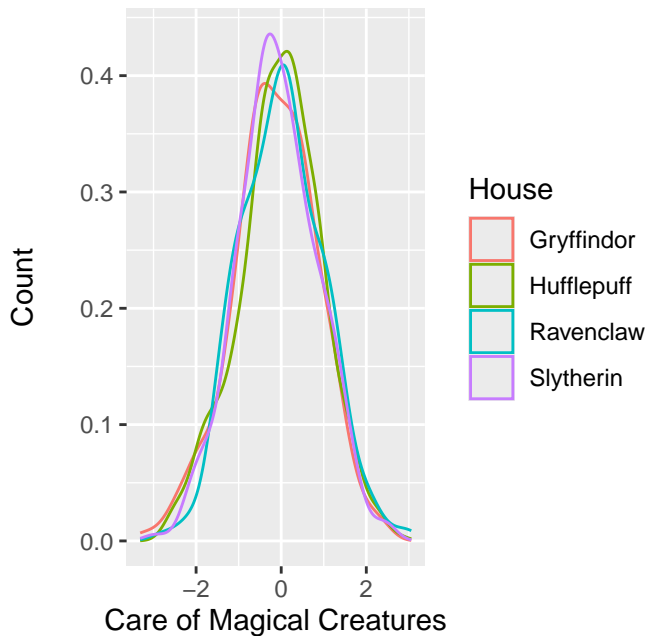 0.4
0.3
0.2
0.1
0.0
Count
−2
0
2
Care of Magical Creatures
House
Gryffindor
Hufflepuff
Ravenclaw
Slytherin